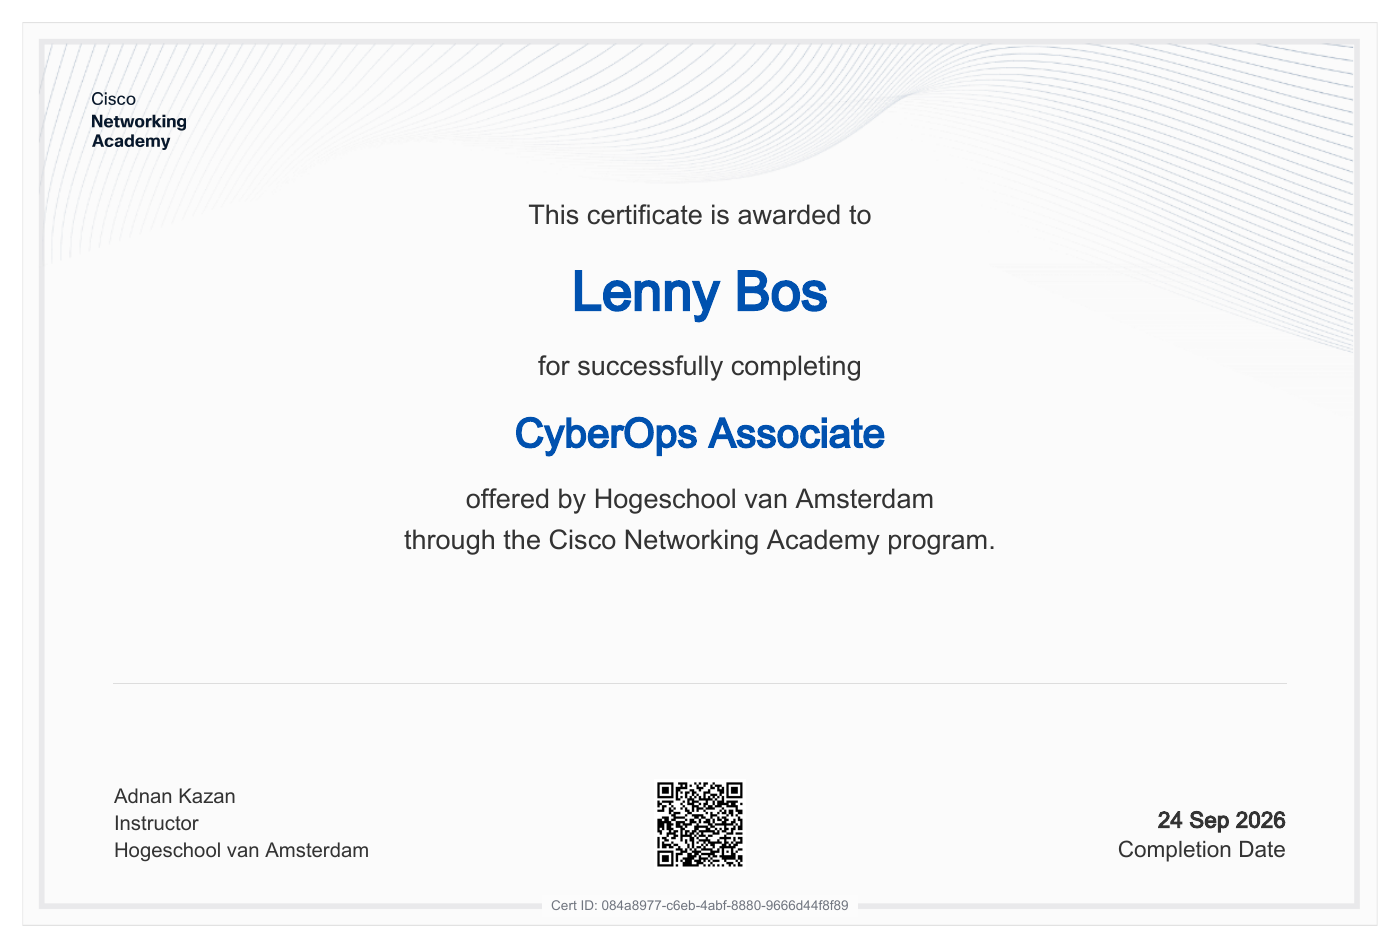 Cisco
Networking
Academy
This certificate is awarded to
Lenny Bos
for successfully completing
CyberOps Associate
offered by Hogeschool van Amsterdam
through the Cisco Networking Academy program.
Adnan Kazan
Instructor
Hogeschool van Amsterdam
24 Sep 2026
Completion Date
Cert ID: 084a8977-c6eb-4abf-8880-9666d44f8f89